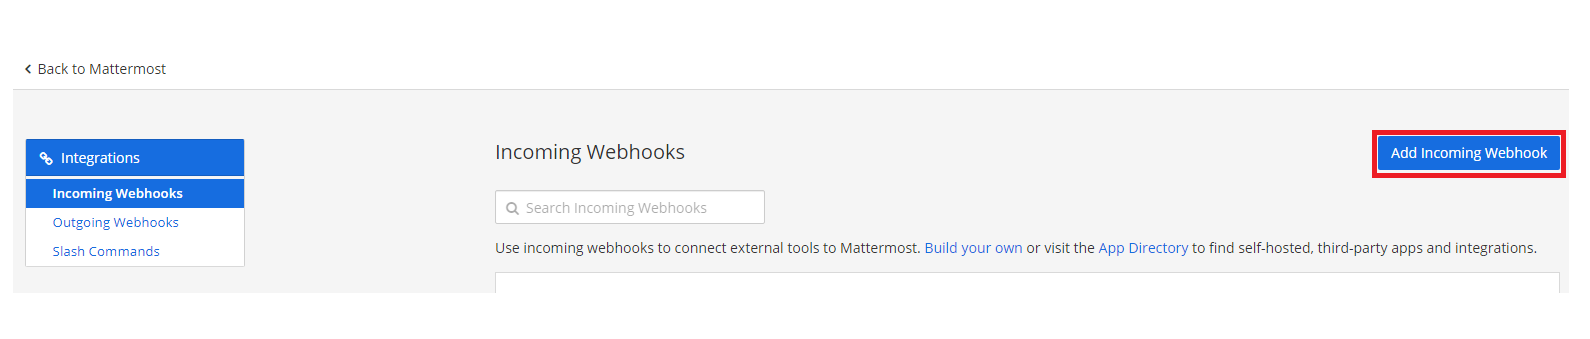 Back to Mattermost
Integrations
Incoming Webhooks
Outgoing Webhooks
Slash Commands
Incoming Webhooks
Add Incoming Webhook
Search Incoming Webhooks
Use incoming webhooks to connect external tools to Mattermost. Build your own or visit the App Directory to find self-hosted, third-party apps and integrations.